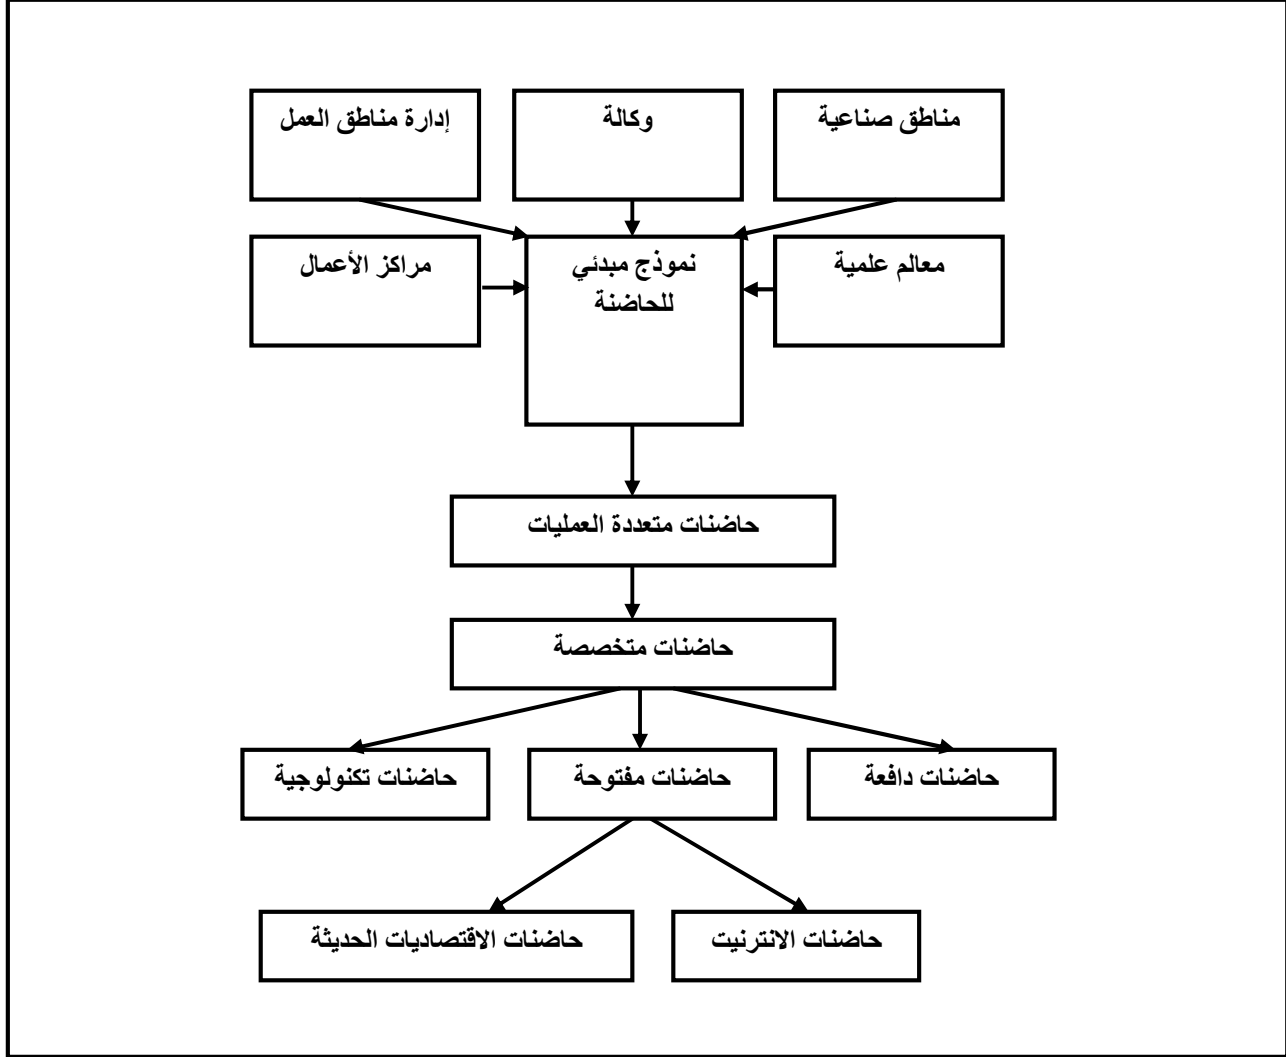 مناطق صناعية
وكالة
إدارة مناطق العمل
معالم علمية
نموذج مبدئي
للحاضنة
مراكز الأعمال
حاضنات متعددة العمليات
حاضنات متخصصة
حاضنات دافعة
حاضنات مفتوحة
حاضنات تكنولوجية
حاضنات الانترنيت
حاضنات الاقتصاديات الحديثة